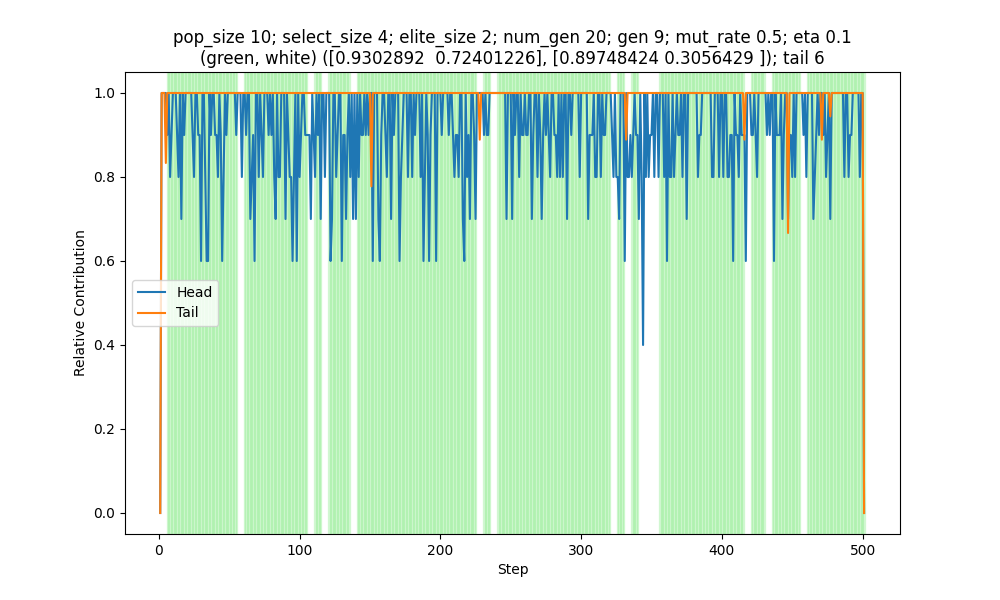 pop_size 10; select_size 4; elite_size 2; num_gen 20; gen 9; mut_rate 0.5; eta 0.1
(green, white) ([0.9302892  0.72401226], [0.89748424 0.3056429 ]); tail 6
1.0
0.8
0.6
0.4
0.2
0.0
Relative Contribution
Head
Tail
0
100
200
300
400
500
Step